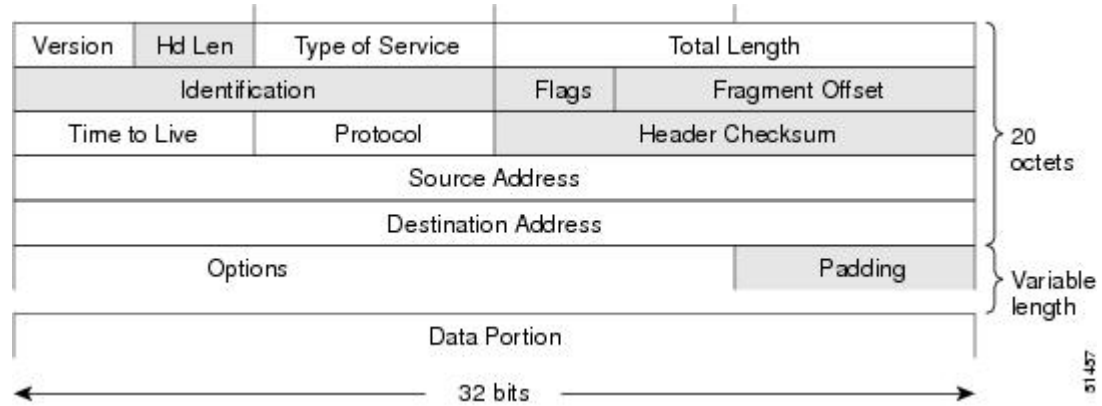 Version Hd Len Type of Service Total Length
Identification Flags Fragment Offset
Time to Live Protocol Header Checksum
20
octets
Source Address
Destination Address
Options Padding
Variable
length
Data Portion
32 bits
51457